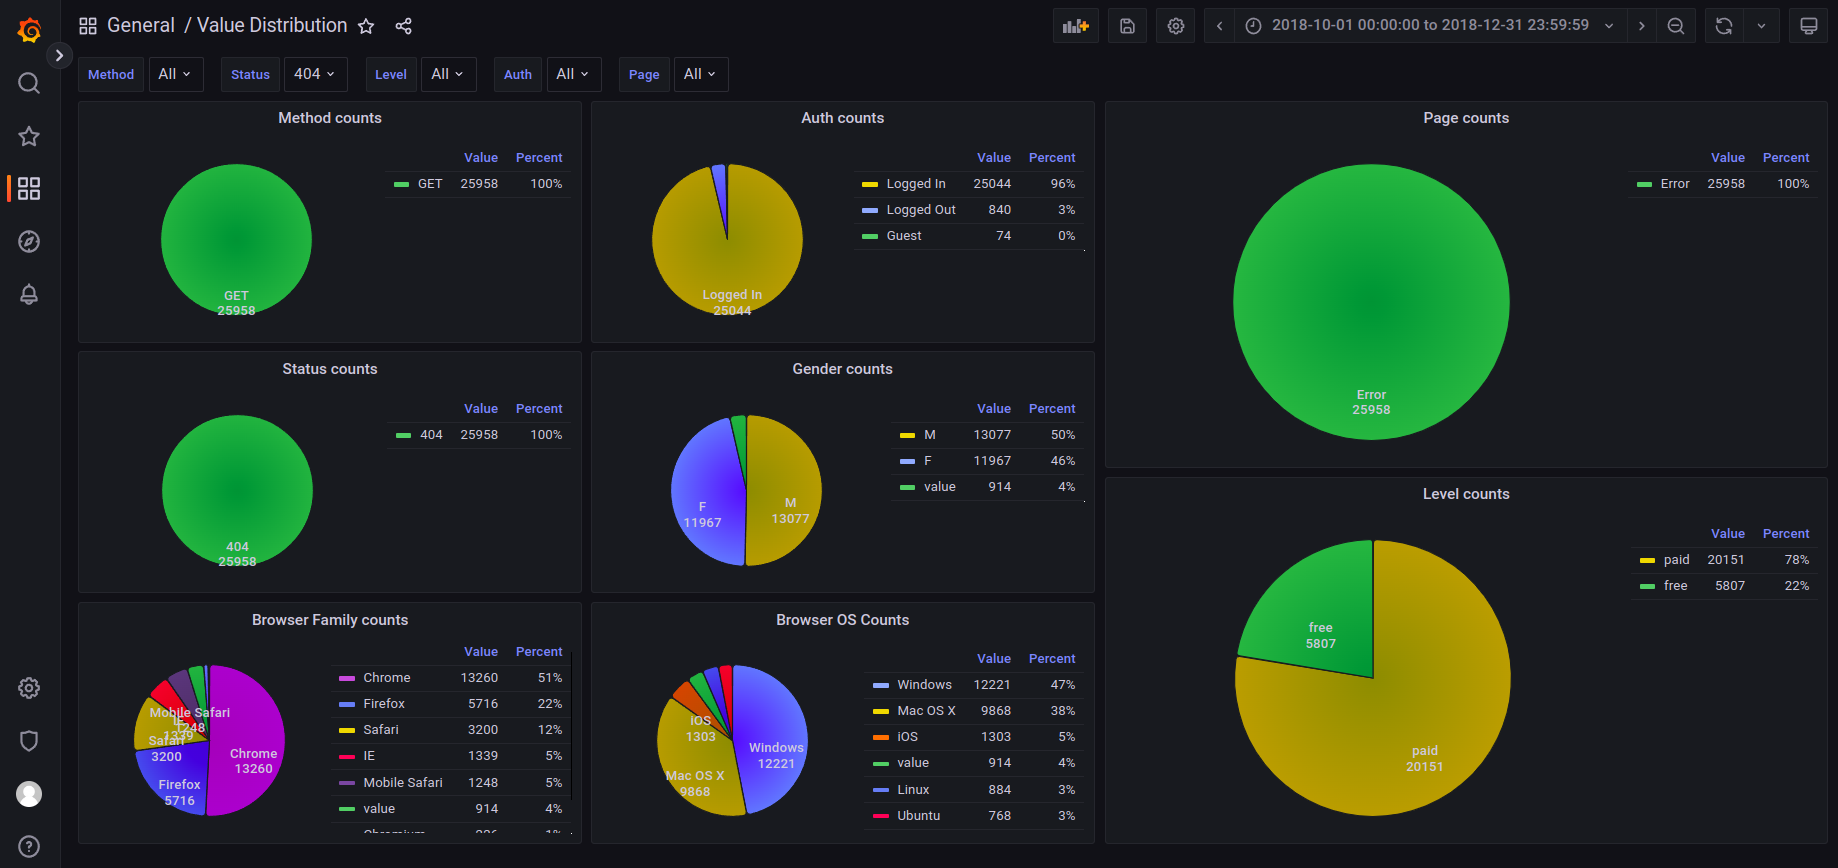 General / Value Distribution
2018-10-01 00:00:00 to 2018-12-31 23:59:59
Method All Status 404 Level All Auth All Page All
Method counts
Value Percent
GET 25958 100%
GET
25958
Auth counts
Value Percent
Logged In 25044 96%
Logged Out 840 3%
Guest 74 0%
Logged In
25044
Page counts
Value Percent
Error 25958 100%
Error
25958
Status counts
Value Percent
404 25958 100%
404
25958
Gender counts
Value Percent
M 13077 50%
F 11967 46%
value 914 4%
F
11967
M
13077
Level counts
Value Percent
paid 20151 78%
free 5807 22%
free
5807
paid
20151
Browser Family counts
Value Percent
Chrome 13260 51%
Firefox 5716 22%
Safari 3200 12%
IE 1339 5%
Mobile Safari 1248 5%
value 914 4%
Mobile Safari
1248
IE
1339
Safari
3200
Chrome
13260
Firefox
5716
Browser OS Counts
Value Percent
Windows 12221 47%
Mac OS X 9868 38%
iOS 1303 5%
value 914 4%
Linux 884 3%
Ubuntu 768 3%
iOS
1303
Windows
12221
Mac OS X
9868